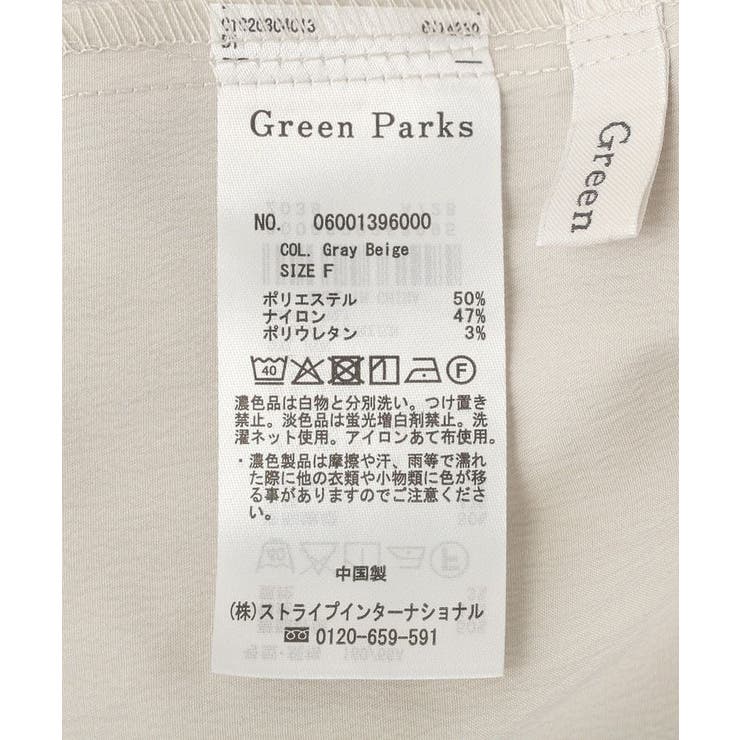 Green Parks
Green
NO. 06001396000
COL. Gray Beige
SIZE F
ポリエステル 50%
ナイロン 47%
ポリウレタン 3%
40 F
濃色品は白物と分別洗い。つけ置き
禁止。淡色品は蛍光増白剤禁止。洗
濯ネット使用。アイロンあて布使用。
・濃色製品は摩擦や汗、雨等で濡れ
た際に他の衣類や小物類に色が移
る事がありますのでご注意くださ
い。
中国製
(株)ストライプインターナショナル
0120-659-591